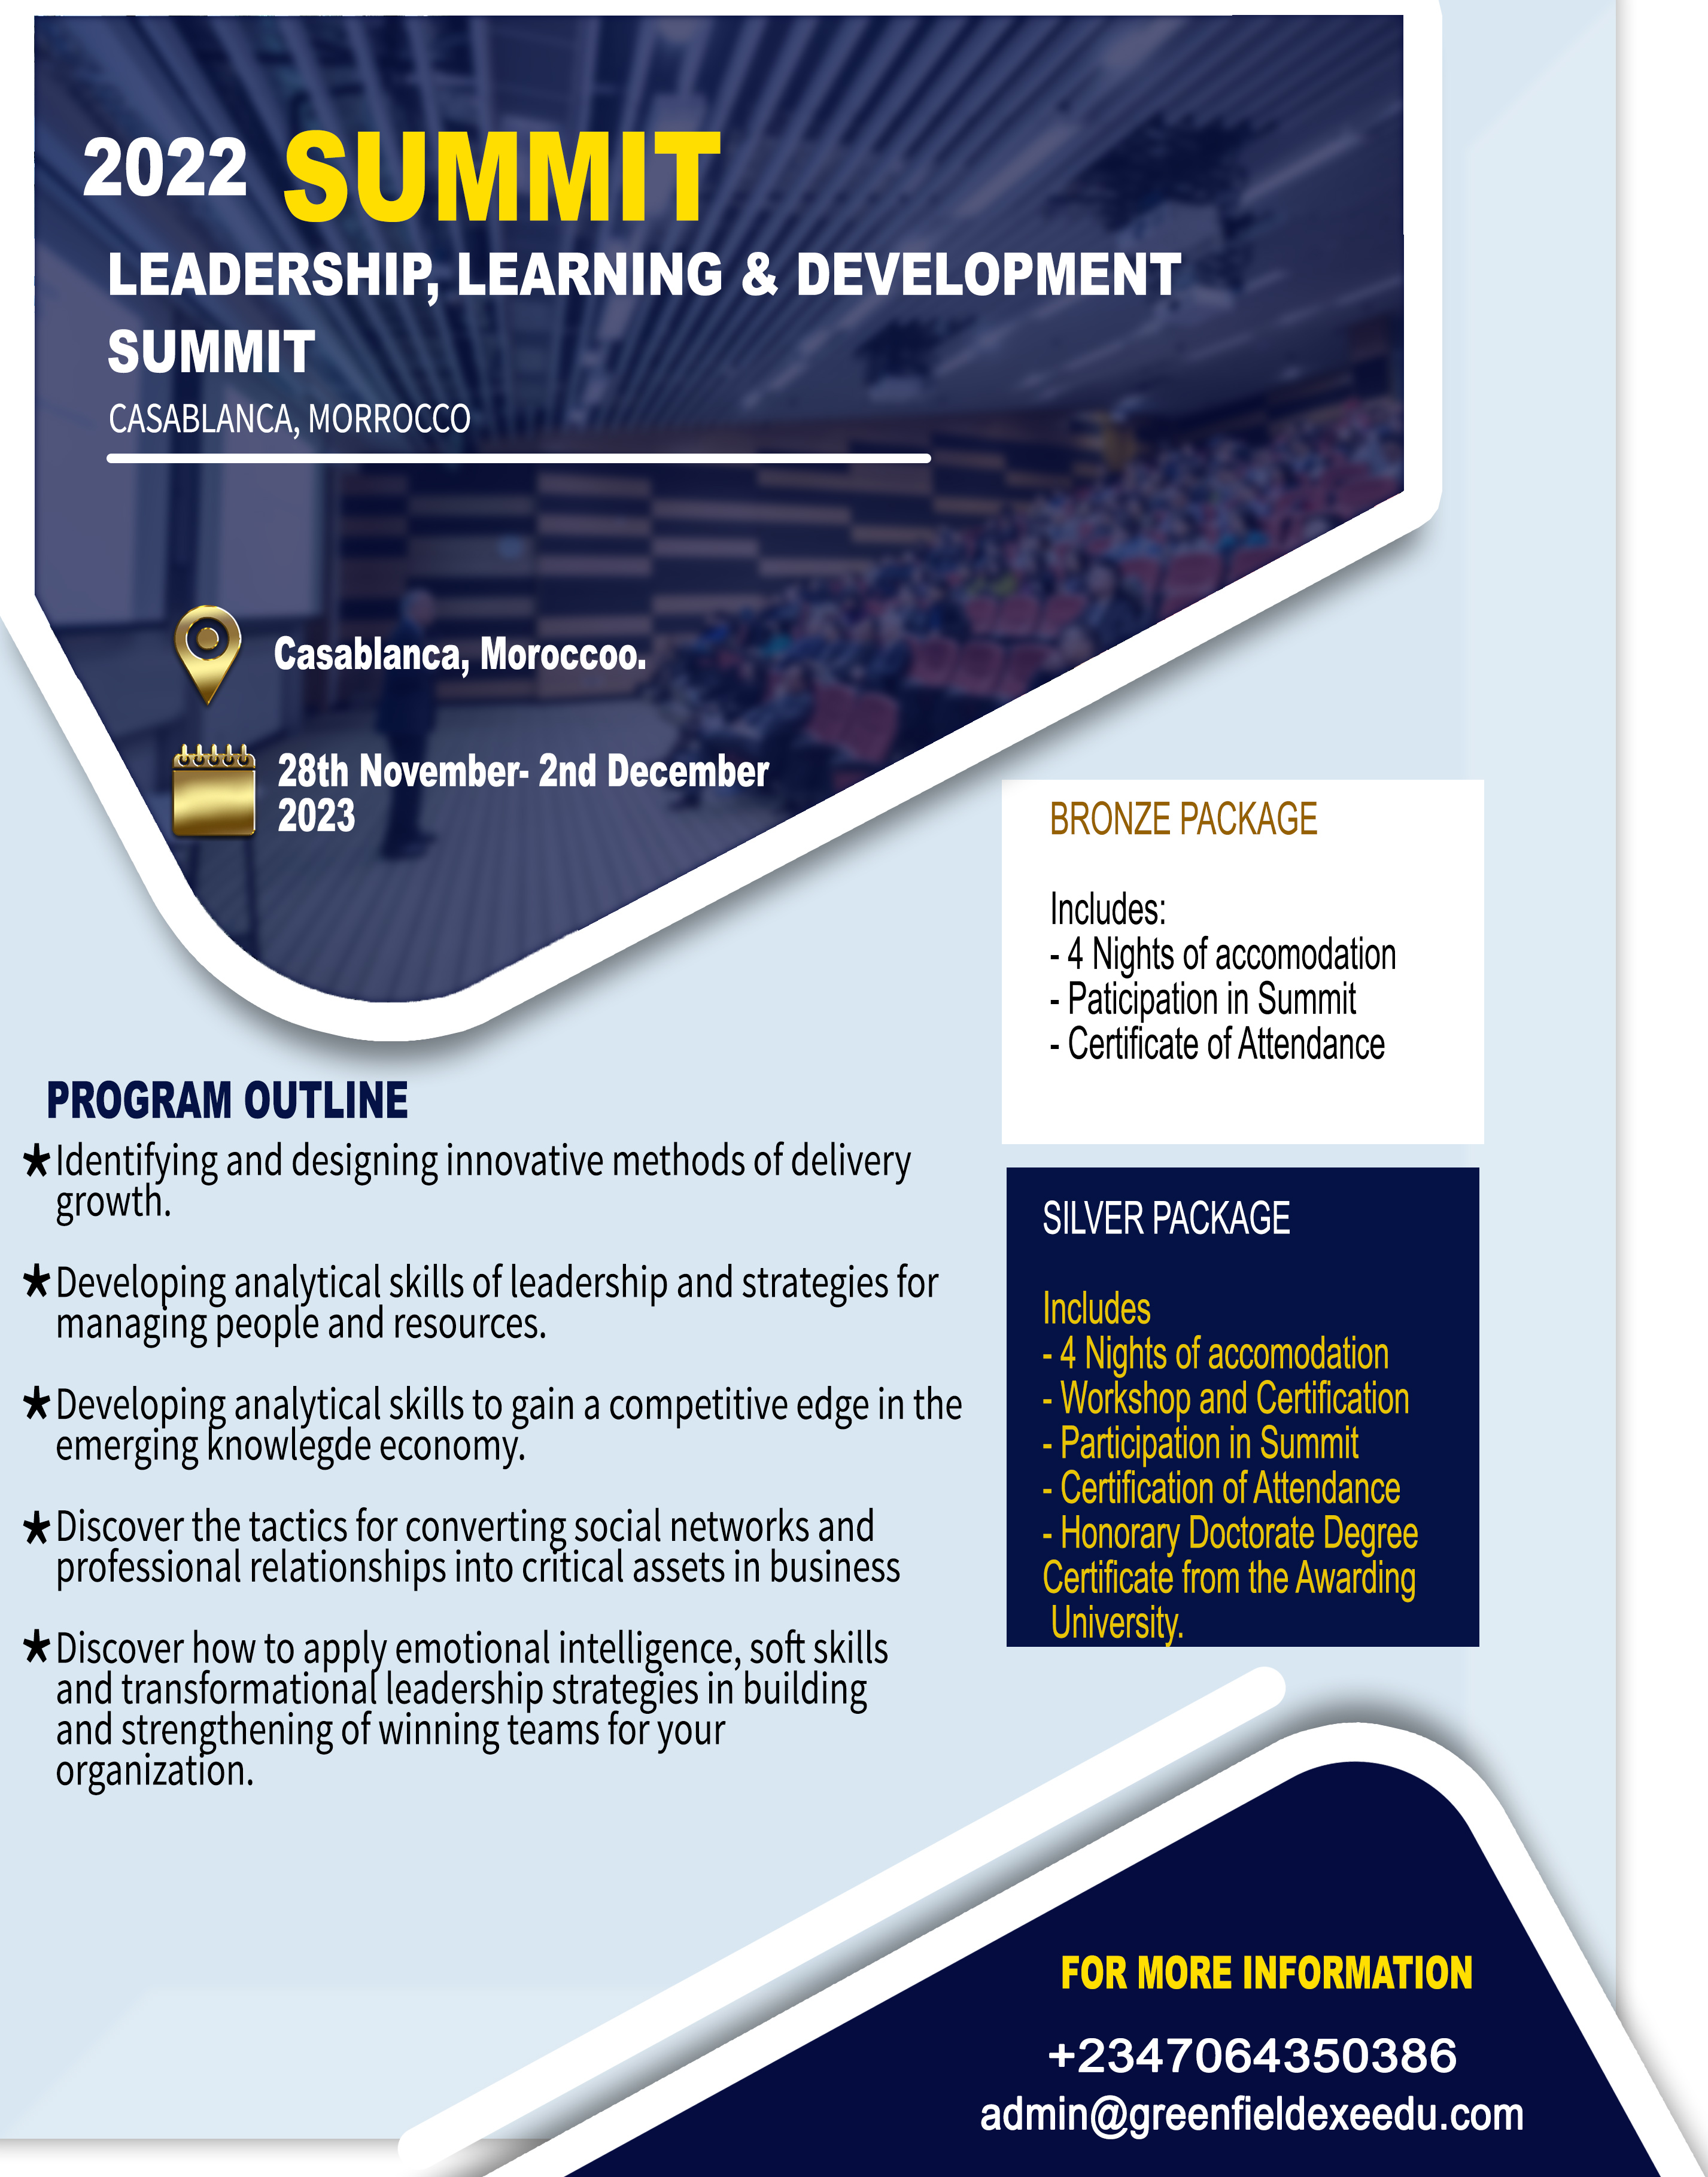 2022 SUMMIT
LEADERSHIP, LEARNING & DEVELOPMENT
SUMMIT
CASABLANCA, MORROCCO
Casablanca, Moroccoo.
28th November- 2nd December
2023
PROGRAM OUTLINE
* Identifying and designing innovative methods of delivery
growth.
* Developing analytical skills of leadership and strategies for
managing people and resources.
* Developing analytical skills to gain a competitive edge in the
emerging knowlegde economy.
* Discover the tactics for converting social networks and
professional relationships into critical assets in business
* Discover how to apply emotional intelligence, soft skills
and transformational leadership strategies in building
and strengthening of winning teams for your
organization.
BRONZE PACKAGE
Includes:
- 4 Nights of accomodation
- Paticipation in Summit
- Certificate of Attendance
SILVER PACKAGE
Includes
- 4 Nights of accomodation
- Workshop and Certification
- Participation in Summit
- Certification of Attendance
- Honorary Doctorate Degree
Certificate from the Awarding
University.
FOR MORE INFORMATION
+2347064350386
admin@greenfieldexeedu.com